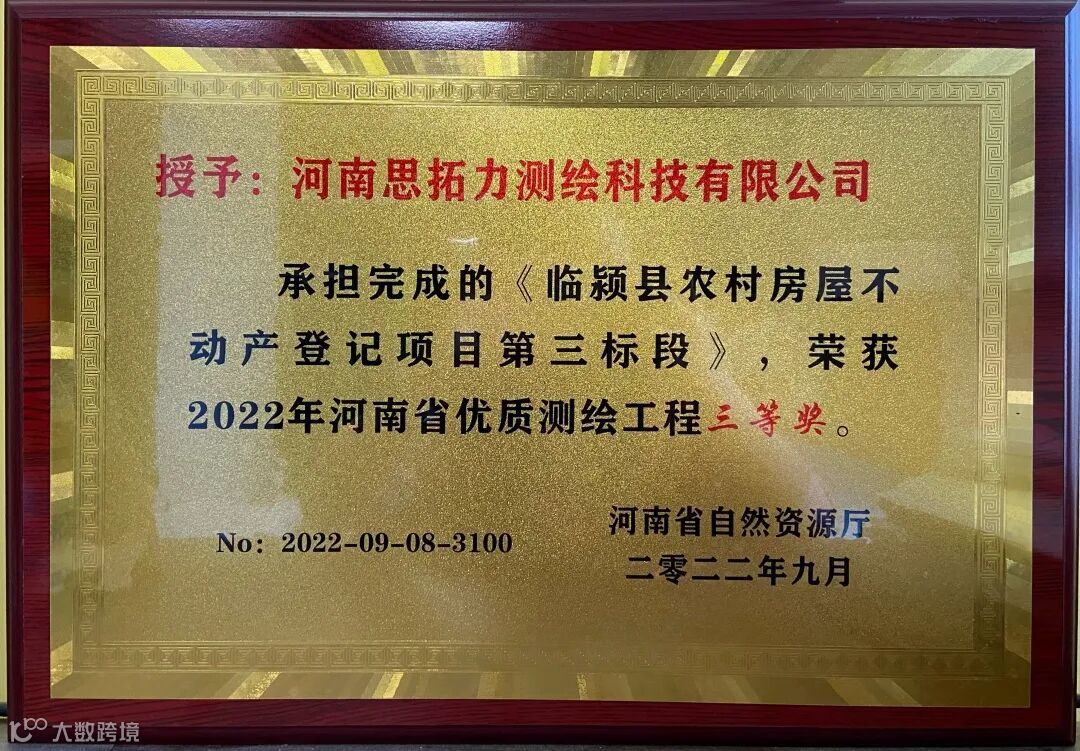 授予：河南思拓力测绘科技有限公司
承担完成的《临颍县农村房屋不
动产登记项目第三标段》，荣获
2022年河南省优质测绘工程三等奖。
No：2022-09-08-3100
河南省自然资源厅
二零二二年九月
大数跨境